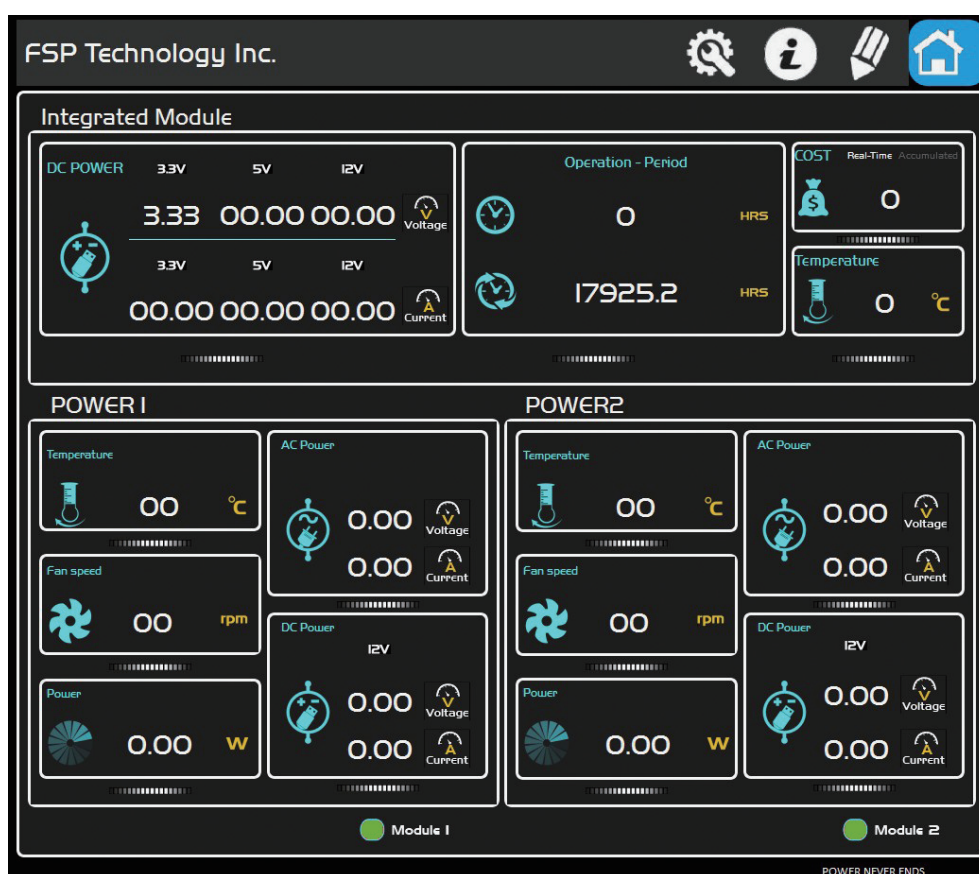 FSP Technology Inc.
Integrated Module
DC POWER 3.3V 5V 12V
3.33 00.00 00.00 V Voltage
3.3V 5V 12V
00.00 00.00 00.00 A Current
Operation - Period
0 HRS
17925.2 HRS
COST Real-Time Accumulated
$ 0
Temperature
0 °C
POWER 1
Temperature
00 °C
Fan speed
00 rpm
Power
0.00 W
AC Power
0.00 V Voltage
0.00 A Current
DC Power
12V
0.00 V Voltage
0.00 A Current
Module 1
POWER2
Temperature
00 °C
Fan speed
00 rpm
Power
0.00 W
AC Power
0.00 V Voltage
0.00 A Current
DC Power
12V
0.00 V Voltage
0.00 A Current
Module 2
POWER NEVER ENDS